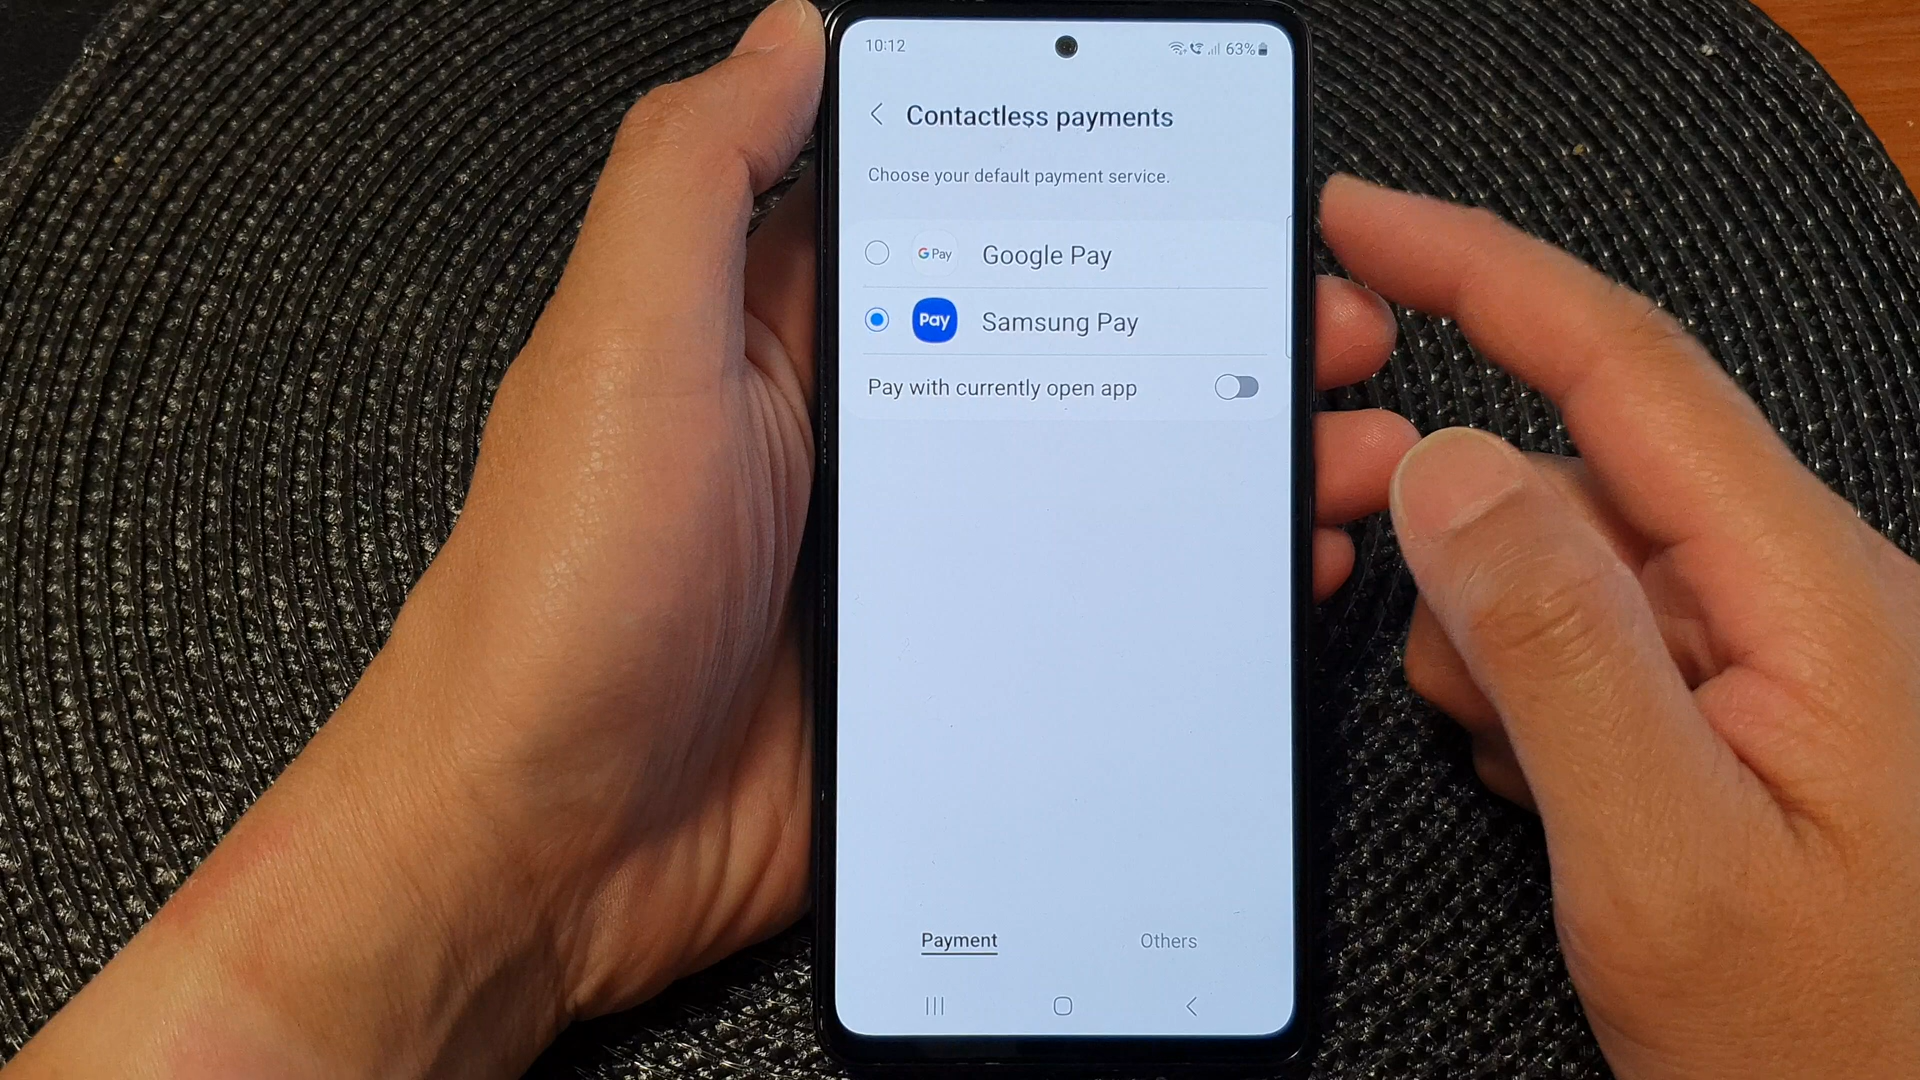 10:12
63%
Contactless payments
Choose your default payment service.
G Pay
Google Pay
Pay
Samsung Pay
Pay with currently open app
Payment
Others